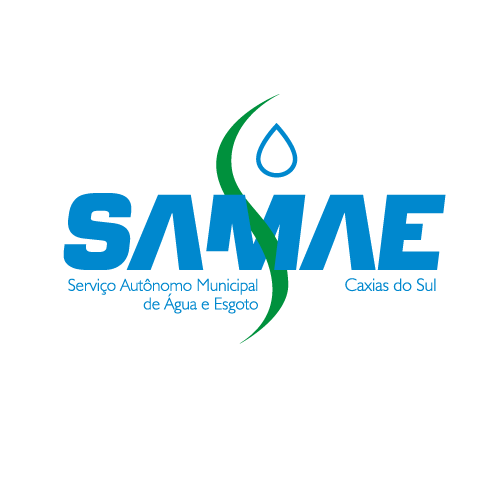 SAMAE
Serviço Autônomo Municipal
de Água e Esgoto
Caxias do Sul